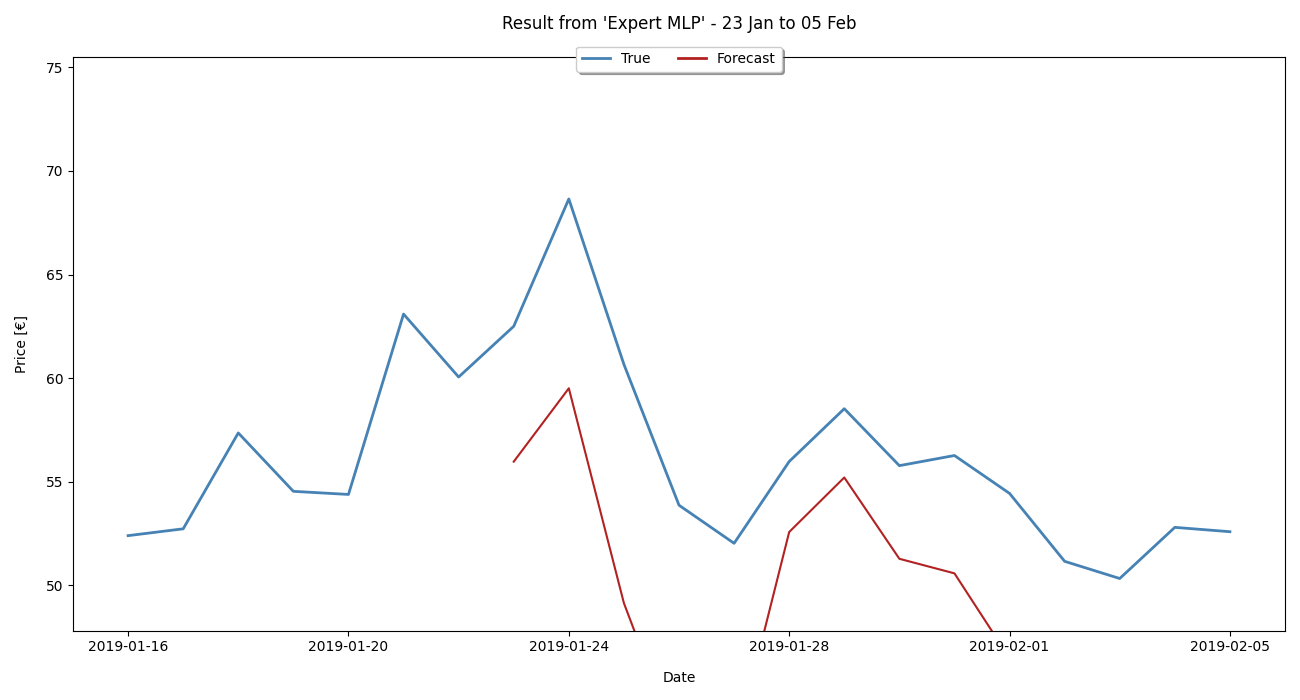 Result from 'Expert MLP' - 23 Jan to 05 Feb
True Forecast
75
70
65
60
55
50
Price [€]
2019-01-16 2019-01-20 2019-01-24 2019-01-28 2019-02-01 2019-02-05
Date